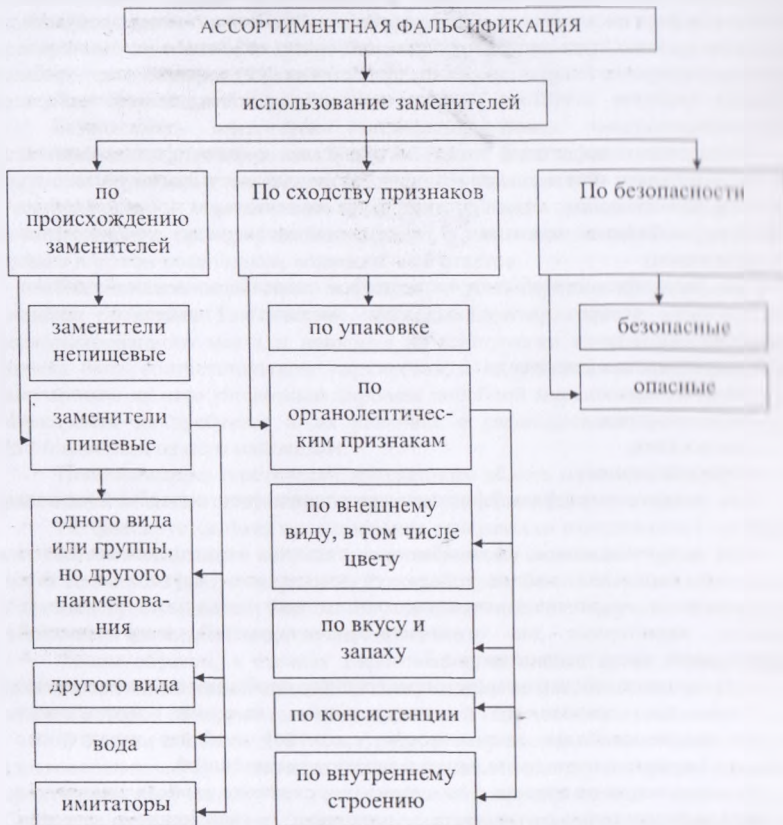 АССОРТИМЕНТНАЯ ФАЛЬСИФИКАЦИЯ
использование заменителей
происхождению
заменителей
заменители
непищевые
заменители
пищевые
одного вида
или группы,
но другого
ния
другого вида
вода
имитаторы
По сходству признаков
по упаковке
по
органолептичес-
ким признакам
по внешнему
виду, в том числе
цвету
по вкусу и
запаху
по консистенции
по внутреннему
строению
По безопасности
безопасные
опасные